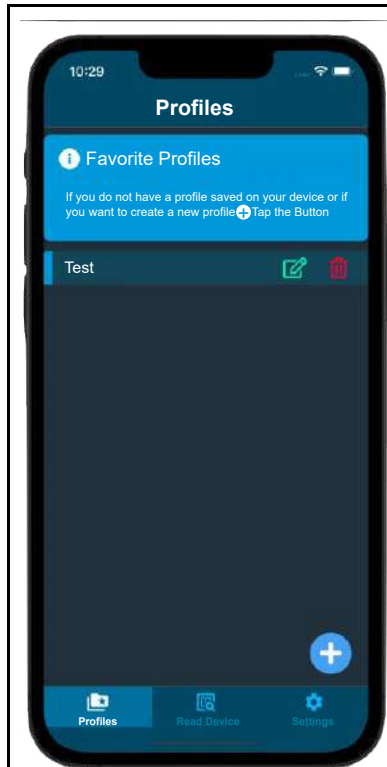 10:29
Profiles
Favorite Profiles
If you do not have a profile saved on your device or if
you want to create a new profile Tap the Button
Test
Profiles
Read Device
Settings